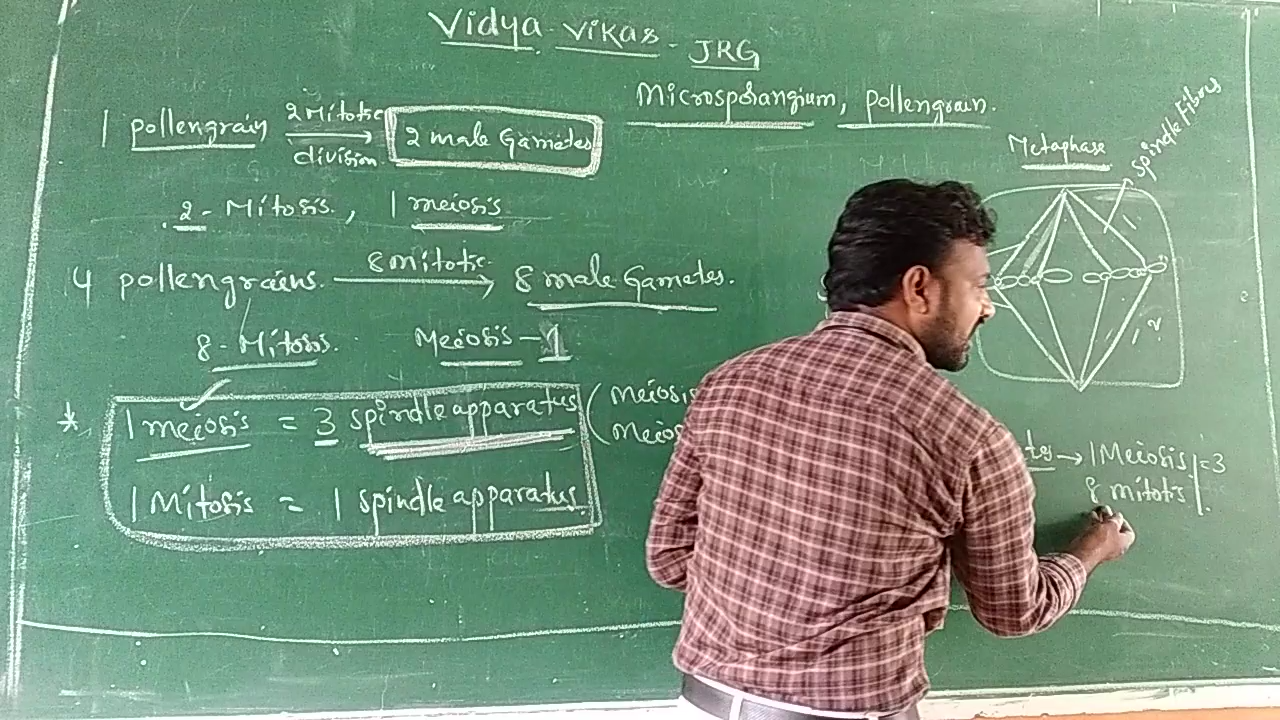 Vidya - Vikas - JRG
Microsporangium, pollengrain.
1 pollengrain 2 Mitotic division 2 male Gametes
2 - Mitosis, 1 meiosis
4 pollengrains 8 mitotic 8 male Gametes.
8 - Mitosis. Meiosis - 1
* 1 meiosis = 3 spindle apparatus (
1 Mitosis = 1 spindle apparatus.
Metaphase
spindle Fibres
→ 1 Meiosis = 3
8 mitotis